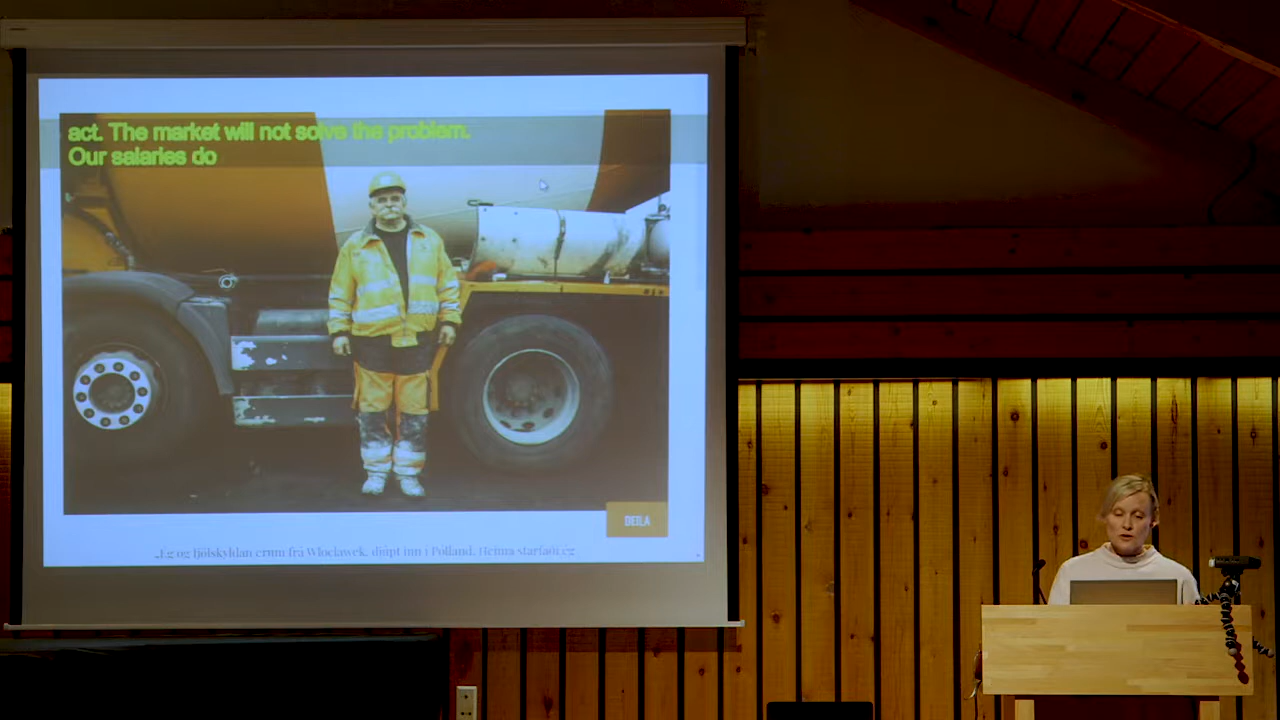 act. The market will not solve the problem.
Our salaries do
DEILA
„Ég og fjölskyldan erum frá Wloclawek, djúpt inn í Póllandi. Heima starfaði ég